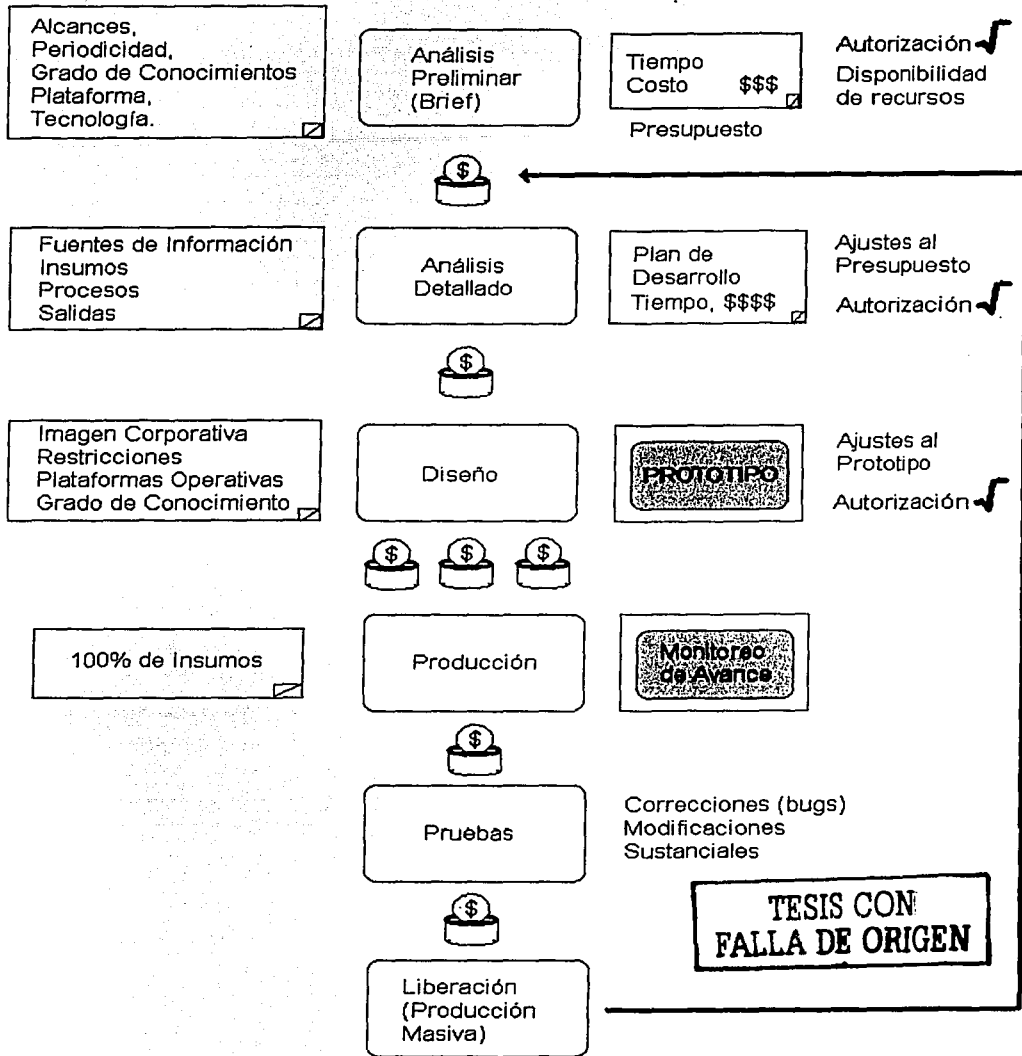 Alcances,
Periodicidad,
Grado de Conocimientos
Plataforma,
Tecnología.
Análisis
Preliminar
(Brief)
Tiempo
Costo $$$
Presupuesto
Autorización √
Disponibilidad
de recursos
$
Fuentes de Información
Insumos
Procesos
Salidas
Análisis
Detallado
Plan de
Desarrollo
Tiempo, $$$$
Ajustes al
Presupuesto
Autorización √
$
Imagen Corporativa
Restricciones
Plataformas Operativas
Grado de Conocimiento
Diseño
PROTOTIPO
Ajustes al
Prototipo
Autorización √
$ $ $
100% de Insumos
Producción
Monitoreo
de Avance
$
Pruebas
Correcciones (bugs)
Modificaciones
Sustanciales
$
TESIS CON
FALLA DE ORIGEN
Liberación
(Producción
Masiva)